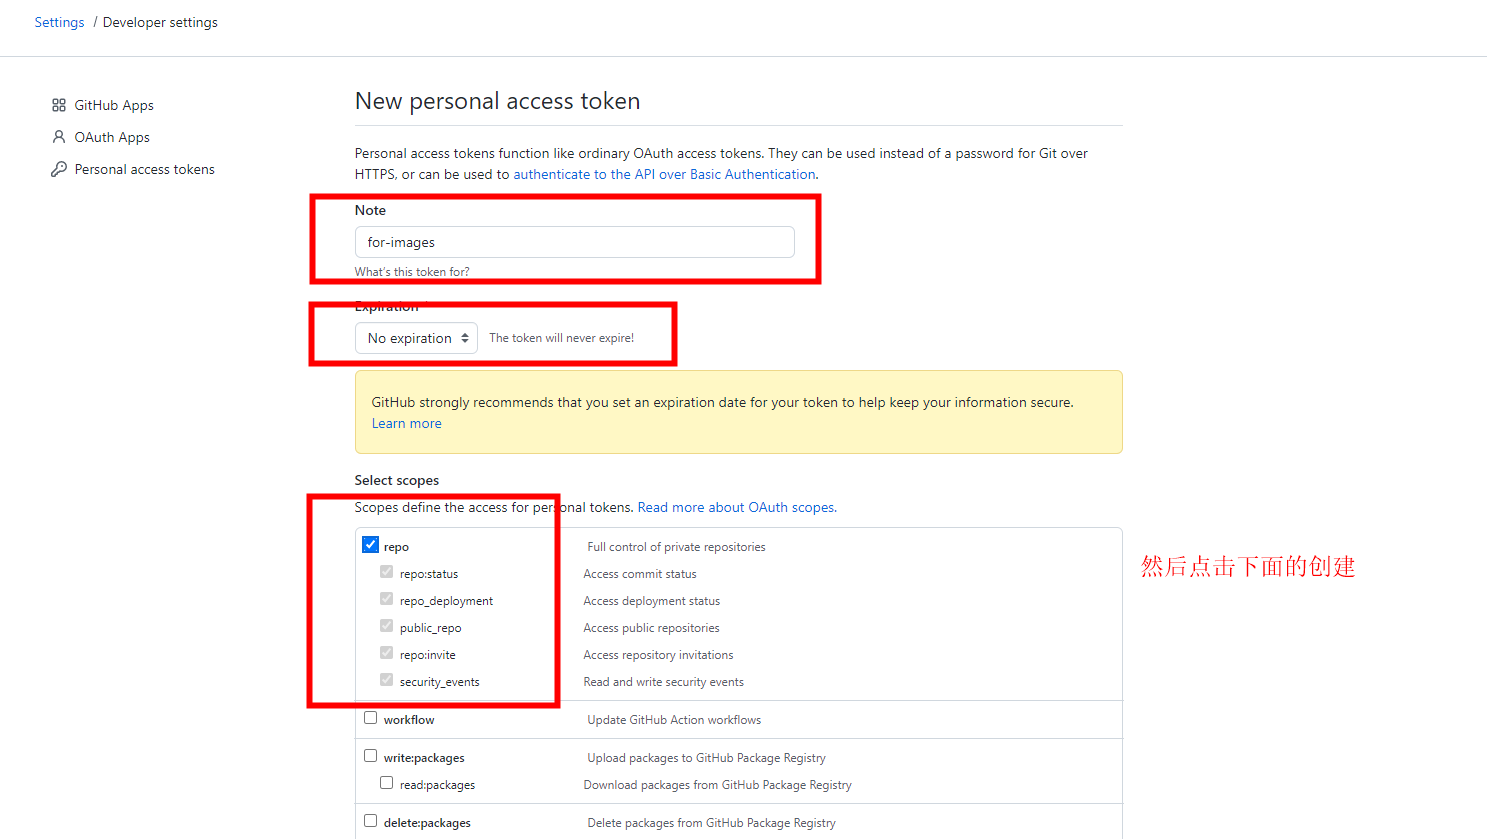 Settings / Developer settings
GitHub Apps
OAuth Apps
Personal access tokens
New personal access token
Personal access tokens function like ordinary OAuth access tokens. They can be used instead of a password for Git over
HTTPS, or can be used to authenticate to the API over Basic Authentication.
Note
for-images
What's this token for?
Expiration
No expiration The token will never expire!
GitHub strongly recommends that you set an expiration date for your token to help keep your information secure.
Learn more
Select scopes
Scopes define the access for personal tokens. Read more about OAuth scopes.
repo Full control of private repositories
repo:status Access commit status
repo_deployment Access deployment status
public_repo Access public repositories
repo:invite Access repository invitations
security_events Read and write security events
然后点击下面的创建
workflow Update GitHub Action workflows
write:packages Upload packages to GitHub Package Registry
read:packages Download packages from GitHub Package Registry
delete:packages Delete packages from GitHub Package Registry